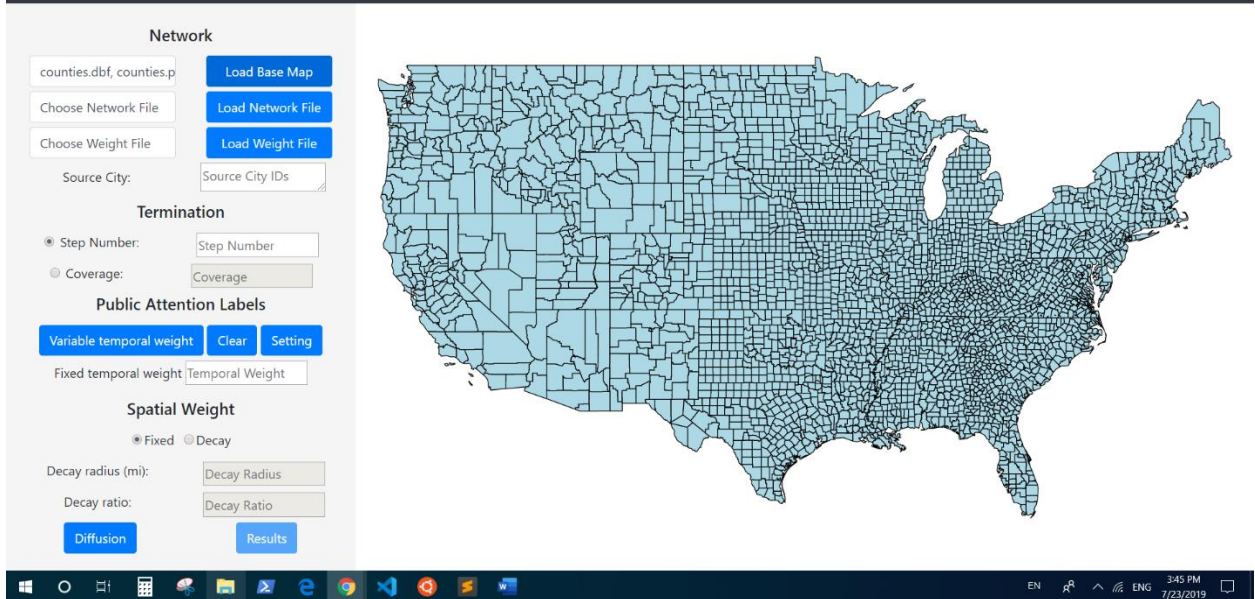 Network
counties.dbf, counties.p Load Base Map
Choose Network File Load Network File
Choose Weight File Load Weight File
Source City: Source City IDs
Termination
Step Number: Step Number
Coverage: Coverage
Public Attention Labels
Variable temporal weight Clear Setting
Fixed temporal weight Temporal Weight
Spatial Weight
Fixed Decay
Decay radius (mi): Decay Radius
Decay ratio: Decay Ratio
Diffusion Results
EN ENG 3:45 PM
7/23/2019